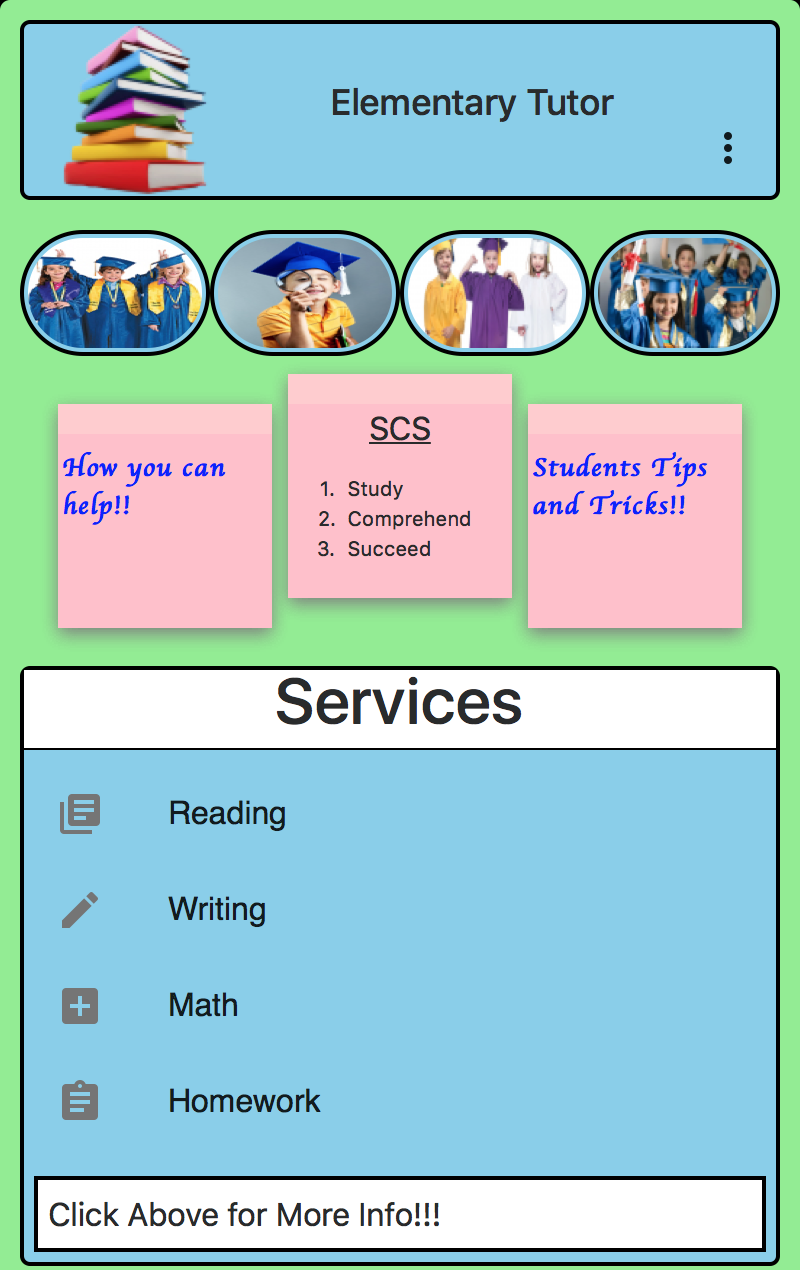 Elementary Tutor
How you can
help!!
SCS
1. Study
2. Comprehend
3. Succeed
Students Tips
and Tricks!!
Services
Reading
Writing
Math
Homework
Click Above for More Info!!!